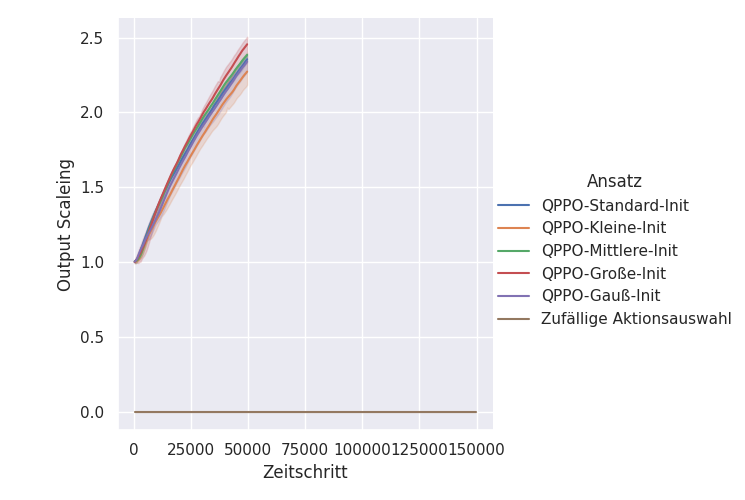 2.5
2.0
1.5
1.0
0.5
0.0
Output Scaleing
0 25000 50000 75000 100000 125000 150000
Zeitschritt
Ansatz
QPPO-Standard-Init
QPPO-Kleine-Init
QPPO-Mittlere-Init
QPPO-Große-Init
QPPO-Gauß-Init
Zufällige Aktionsauswahl